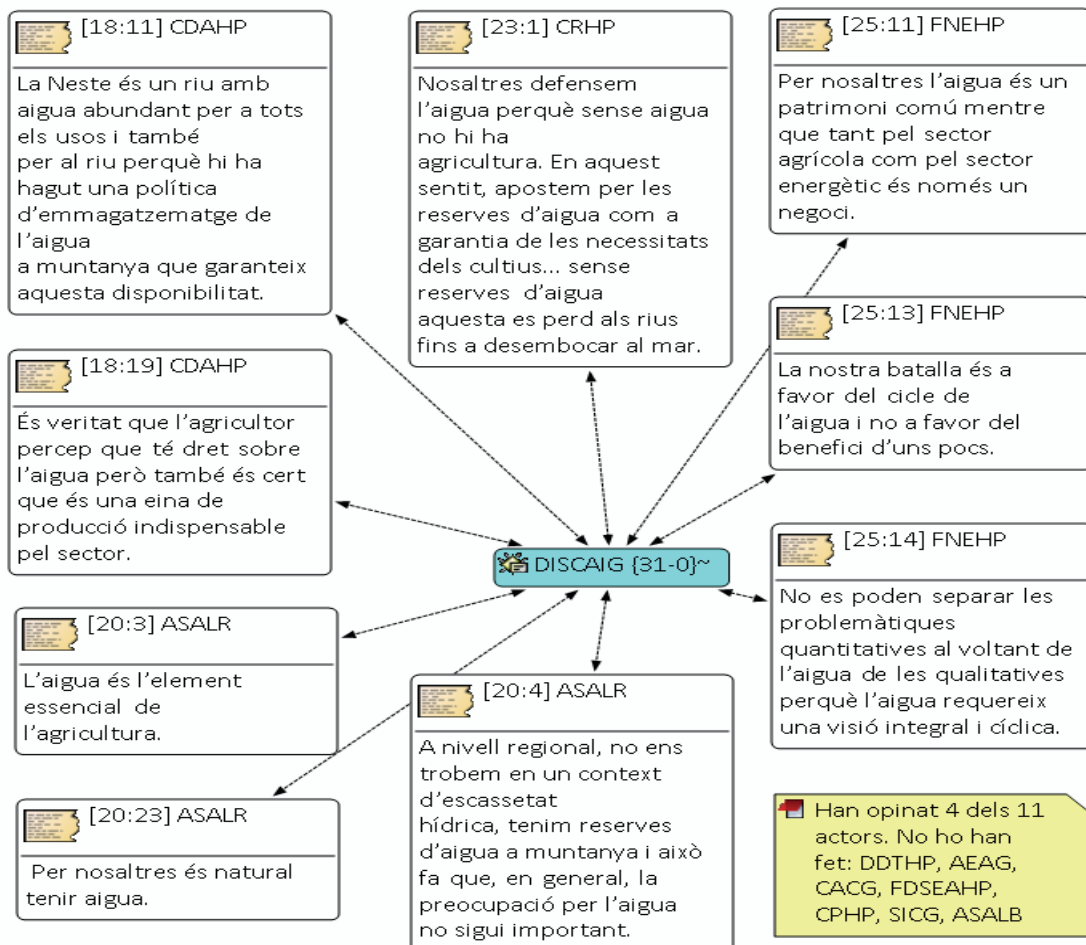 [18:11] CDAHP
La Neste és un riu amb
aigua abundant per a tots
els usos i també
per al riu perquè hi ha
hagut una política
d'emmagatzematge de
l'aigua
a muntanya que garanteix
aquesta disponibilitat.
[23:1] CRHP
Nosaltres defensem
l'aigua perquè sense aigua
no hi ha
agricultura. En aquest
sentit, apostem per les
reserves d'aigua com a
garantia de les necessitats
dels cultius... sense
reserves d'aigua
aquesta es perd als rius
fins a desembocar al mar.
[25:11] FNEHP
Per nosaltres l'aigua és un
patrimoni comú mentre
que tant pel sector
agrícola com pel sector
energètic és només un
negoci.
[18:19] CDAHP
És veritat que l'agricultor
percep que té dret sobre
l'aigua però també és cert
que és una eina de
producció indispensable
pel sector.
[25:13] FNEHP
La nostra batalla és a
favor del cicle de
l'aigua i no a favor del
benefici d'uns pocs.
DISCAIG {31-0}~
[25:14] FNEHP
No es poden separar les
problemàtiques
quantitatives al voltant de
l'aigua de les qualitatives
perquè l'aigua requereix
una visió integral i cíclica.
[20:3] ASALR
L'aigua és l'element
essencial de
l'agricultura.
[20:4] ASALR
A nivell regional, no ens
trobem en un context
d'escassetat
hídrica, tenim reserves
d'aigua a muntanya i això
fa que, en general, la
preocupació per l'aigua
no sigui important.
[20:23] ASALR
Per nosaltres és natural
tenir aigua.
Han opinat 4 dels 11
actors. No ho han
fet: DDTHP, AEAG,
CACG, FDSEAHP,
CPHP, SICG, ASALB